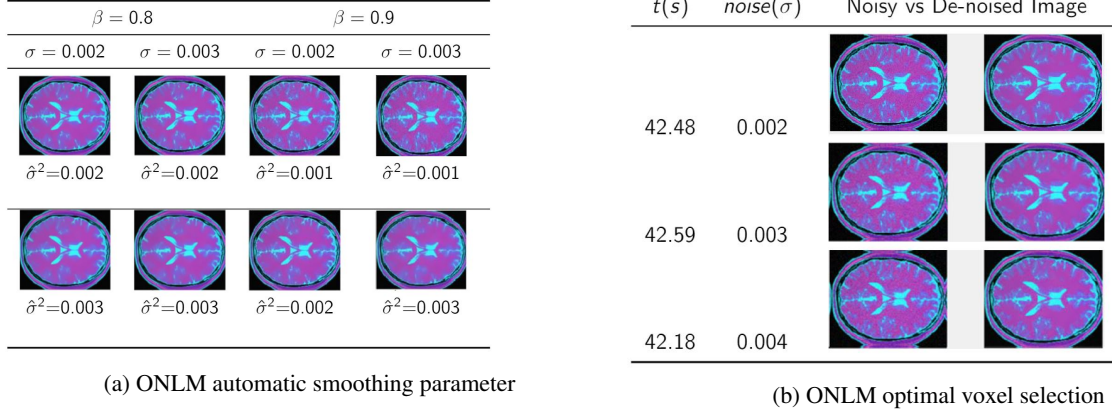 β = 0.8 β = 0.9
σ = 0.002 σ = 0.003 σ = 0.002 σ = 0.003
σ̂²=0.002 σ̂²=0.002 σ̂²=0.001 σ̂²=0.001
σ̂²=0.003 σ̂²=0.003 σ̂²=0.002 σ̂²=0.003
(a) ONLM automatic smoothing parameter
t(s) noise(σ) Noisy vs De-noised Image
42.48 0.002
42.59 0.003
42.18 0.004
(b) ONLM optimal voxel selection